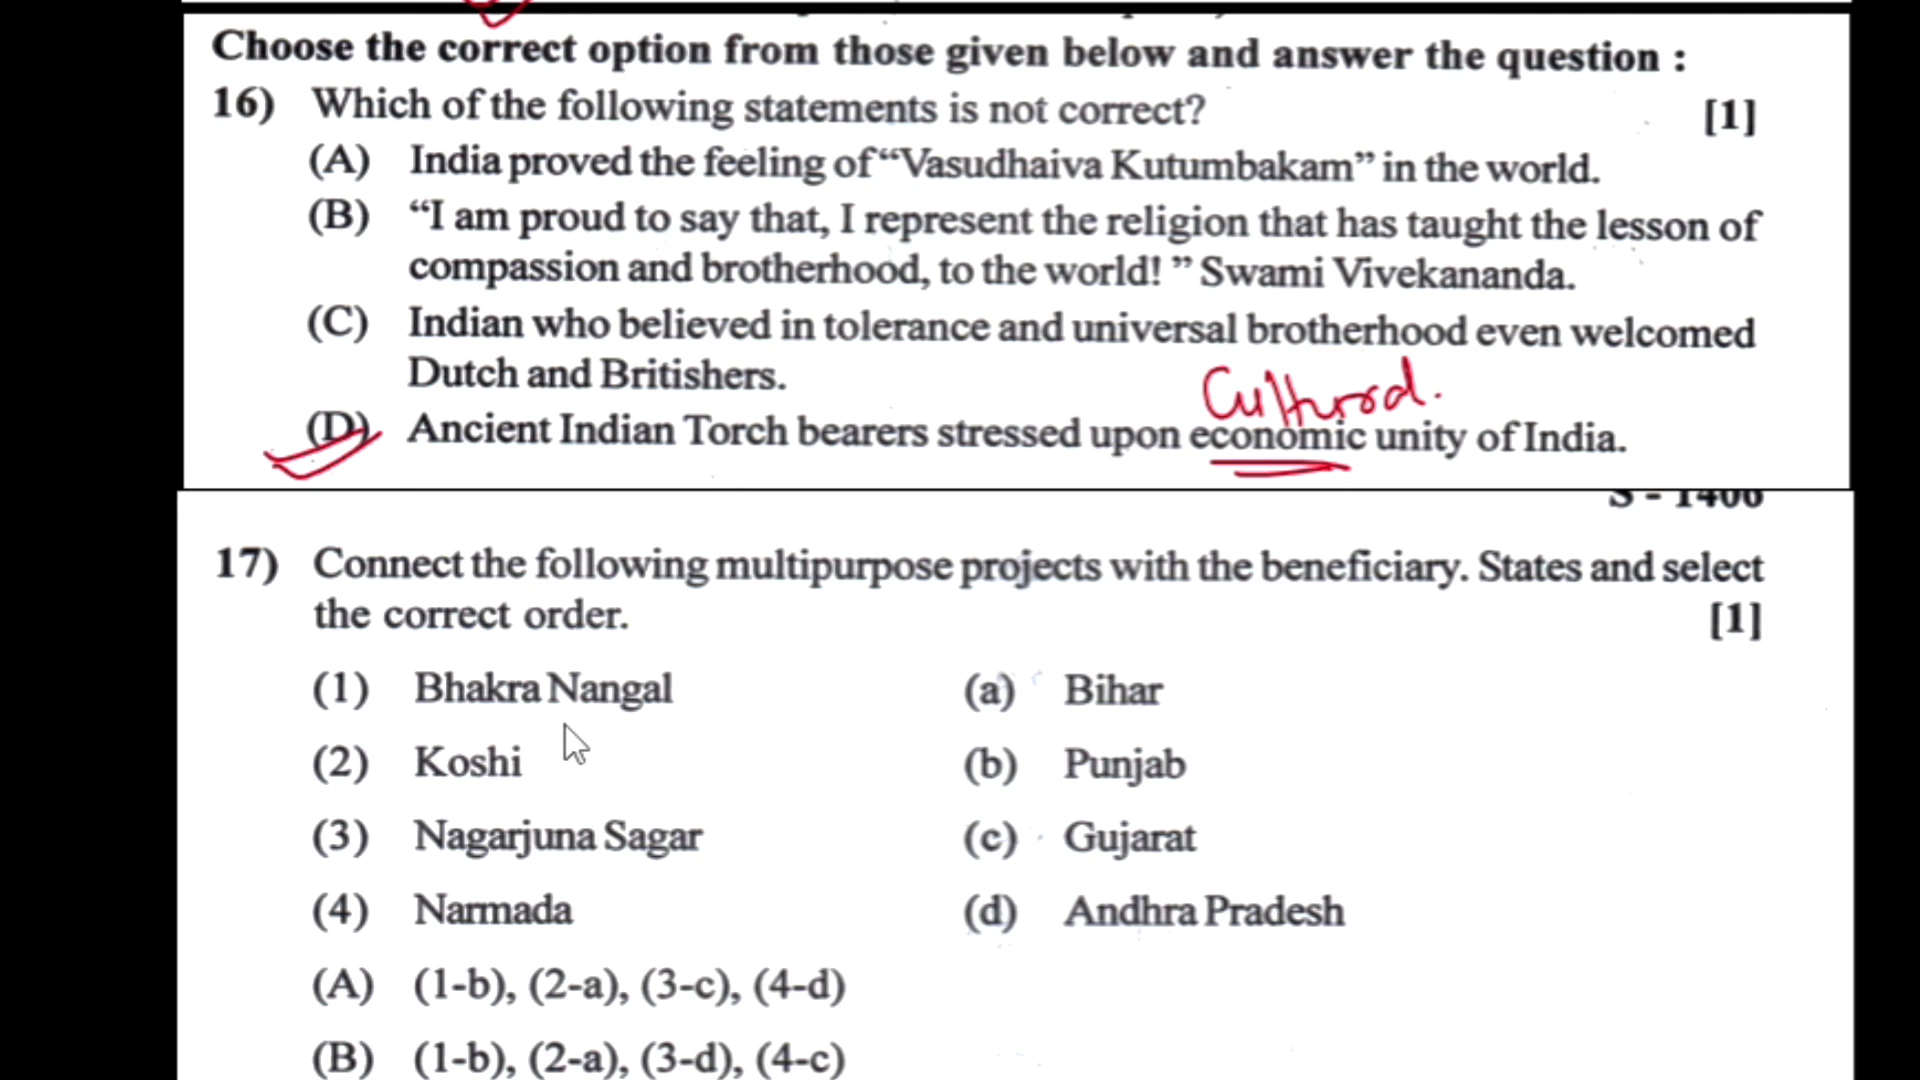 Choose the correct option from those given below and answer the question :
16) Which of the following statements is not correct? [1]
(A) India proved the feeling of “Vasudhaiva Kutumbakam” in the world.
(B) “I am proud to say that, I represent the religion that has taught the lesson of
compassion and brotherhood, to the world! ” Swami Vivekananda.
(C) Indian who believed in tolerance and universal brotherhood even welcomed
Dutch and Britishers.
Cultural.
(D) Ancient Indian Torch bearers stressed upon economic unity of India.
S - 1406
17) Connect the following multipurpose projects with the beneficiary. States and select
the correct order. [1]
(1) Bhakra Nangal (a) Bihar
(2) Koshi (b) Punjab
(3) Nagarjuna Sagar (c) Gujarat
(4) Narmada (d) Andhra Pradesh
(A) (1-b), (2-a), (3-c), (4-d)
(B) (1-b), (2-a), (3-d), (4-c)